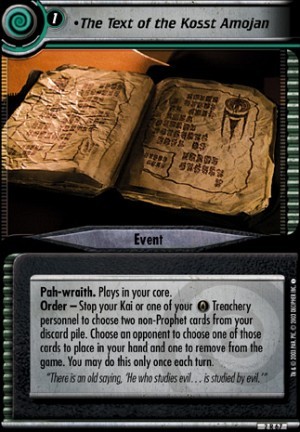 1
•The Text of the Kosst Amojan
Event
Pah-wraith. Plays in your core.
Order – Stop your Kai or one of your Treachery
personnel to choose two non-Prophet cards from your
discard pile. Choose an opponent to choose one of those
cards to place in your hand and one to remove from the
game. You may do this only once each turn.
"There is an old saying, 'He who studies evil . . . is studied by evil.'"